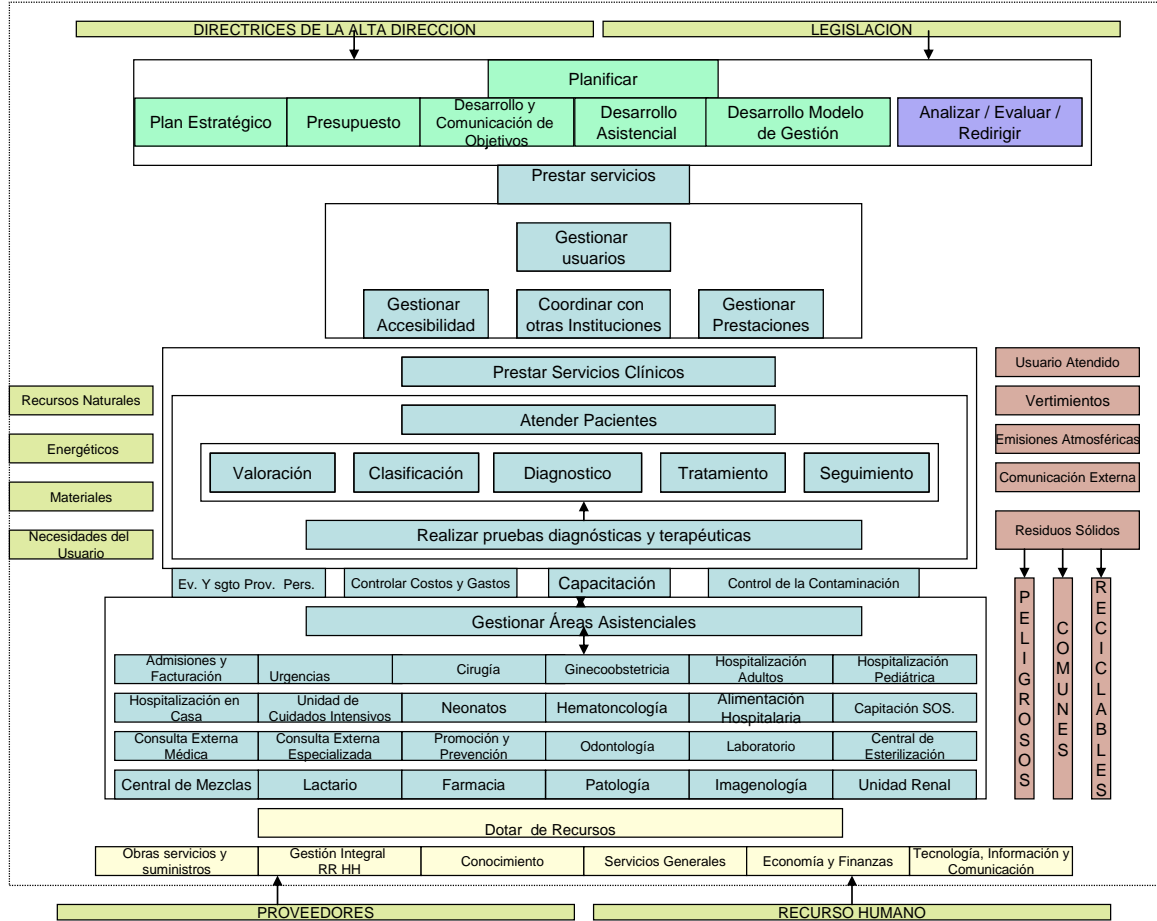 DIRECTRICES DE LA ALTA DIRECCION
LEGISLACION
Planificar
Plan Estratégico
Presupuesto
Desarrollo y
Comunicación de
Objetivos
Desarrollo
Asistencial
Desarrollo Modelo
de Gestión
Analizar / Evaluar /
Redirigir
Prestar servicios
Gestionar
usuarios
Gestionar
Accesibilidad
Coordinar con
otras Instituciones
Gestionar
Prestaciones
Prestar Servicios Clínicos
Atender Pacientes
Valoración
Clasificación
Diagnostico
Tratamiento
Seguimiento
Realizar pruebas diagnósticas y terapéuticas
Recursos Naturales
Energéticos
Materiales
Necesidades del
Usuario
Usuario Atendido
Vertimientos
Emisiones Atmosféricas
Comunicación Externa
Residuos Sólidos
PELIGROSOS
COMUNES
RECICLABLES
Ev. Y sgto Prov. Pers.
Controlar Costos y Gastos
Capacitación
Control de la Contaminación
Gestionar Áreas Asistenciales
Admisiones y
Facturación
Urgencias
Cirugía
Ginecoobstetricia
Hospitalización
Adultos
Hospitalización
Pediátrica
Hospitalización en
Casa
Unidad de
Cuidados Intensivos
Neonatos
Hematoncología
Alimentación
Hospitalaria
Capitación SOS.
Consulta Externa
Médica
Consulta Externa
Especializada
Promoción y
Prevención
Odontología
Laboratorio
Central de
Esterilización
Central de Mezclas
Lactario
Farmacia
Patología
Imagenología
Unidad Renal
Dotar de Recursos
Obras servicios y
suministros
Gestión Integral
RR HH
Conocimiento
Servicios Generales
Economía y Finanzas
Tecnología, Información y
Comunicación
PROVEEDORES
RECURSO HUMANO